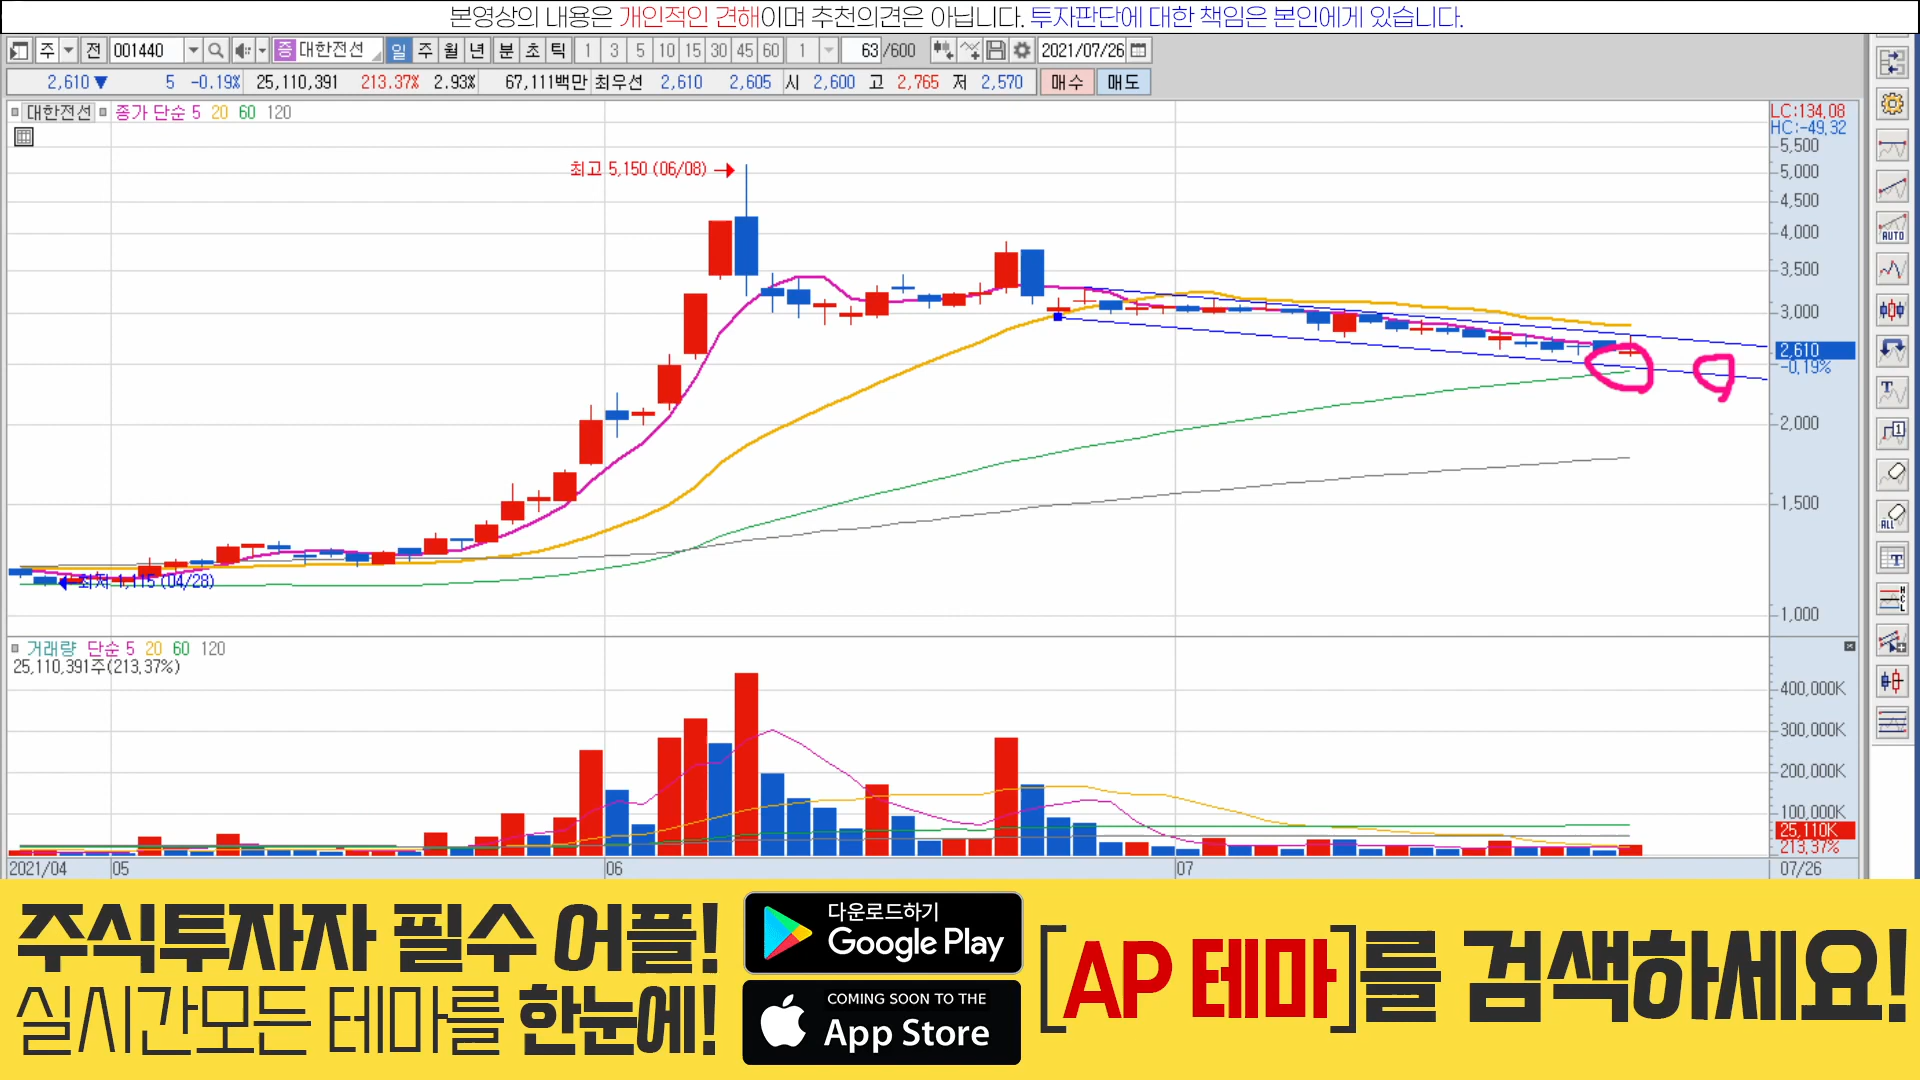 본영상의 내용은 개인적인 견해이며 추천의견은 아닙니다. 투자판단에 대한 책임은 본인에게 있습니다.
주 전 001440 증 대한전선 일 주 월 년 분 초 틱 1 3 5 10 15 30 45 60 1 63/600 2021/07/26
2,610 ▼ 5 -0.19% 25,110,391 213.37% 2.93% 67,111백만 최우선 2,610 2,605 시 2,600 고 2,765 저 2,570 매수 매도
대한전선 종가 단순 5 20 60 120
LC:134.08
HC:-49.32
5,500
최고 5,150 (06/08)
5,000
4,500
4,000
3,500
3,000
2,610
-0.19%
2,000
1,500
최저 1,115 (04/28)
1,000
거래량 단순 5 20 60 120
25,110,391주(213.37%)
400,000K
300,000K
200,000K
100,000K
25,110K
213.37%
2021/04 05 06 07 07/26
AUTO
T
1
ALL
T
H
C
L
주식투자자 필수 어플!
실시간모든 테마를 한눈에!
다운로드하기
Google Play
COMING SOON TO THE
App Store
[AP 테마]를 검색하세요!